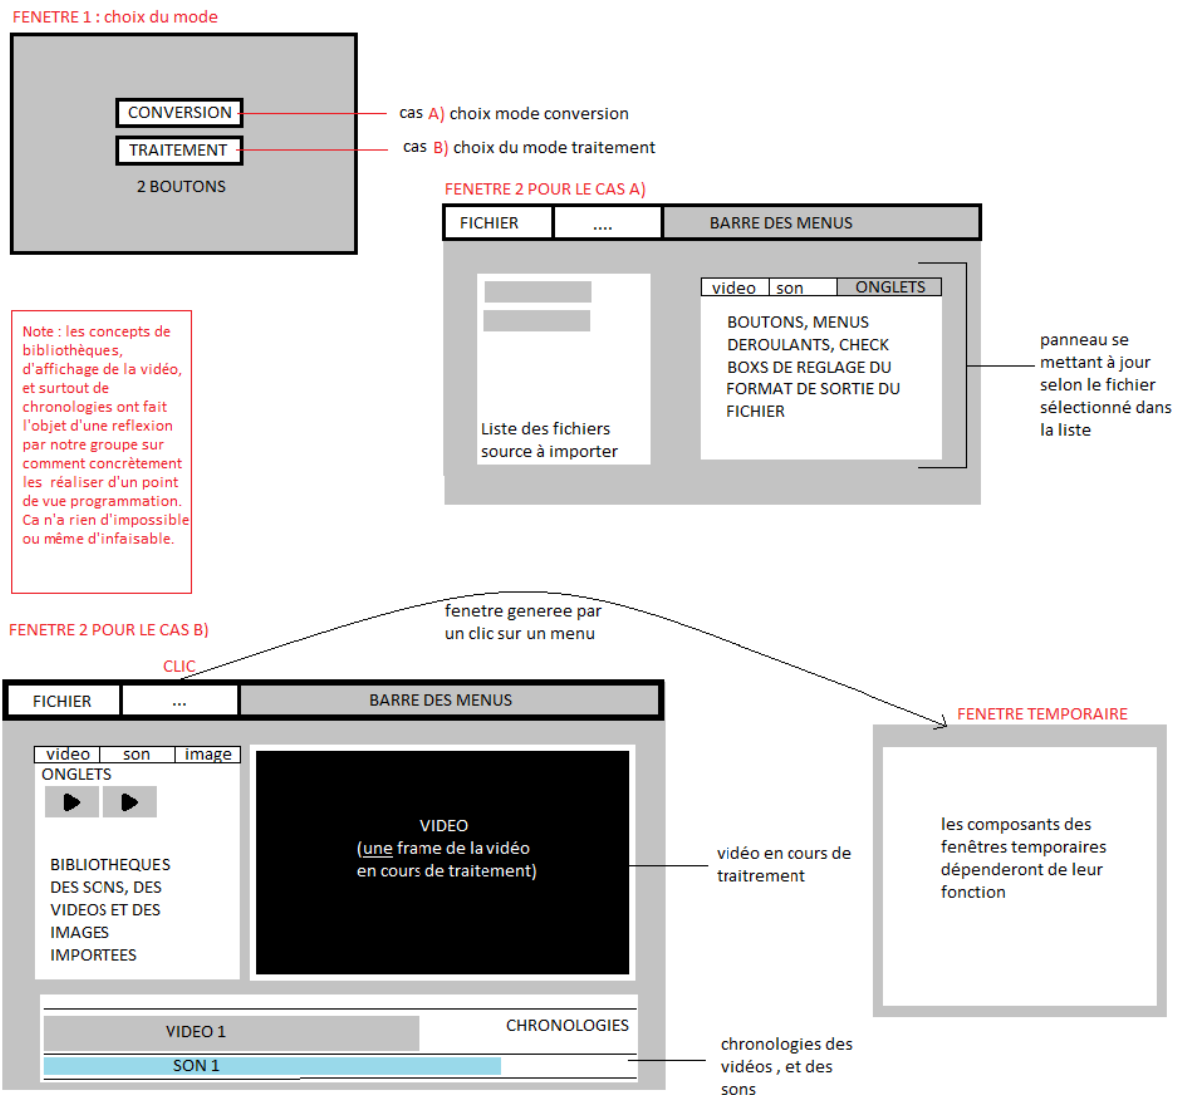 FENETRE 1 : choix du mode
CONVERSION
TRAITEMENT
2 BOUTONS
cas A) choix mode conversion
cas B) choix du mode traitement
FENETRE 2 POUR LE CAS A)
FICHIER
....
BARRE DES MENUS
video
son
ONGLETS
BOUTONS, MENUS
DEROULANTS, CHECK
BOXS DE REGLAGE DU
FORMAT DE SORTIE DU
FICHIER
Liste des fichiers
source à importer
panneau se
mettant à jour
selon le fichier
sélectionné dans
la liste
Note : les concepts de
bibliothèques,
d'affichage de la vidéo,
et surtout de
chronologies ont fait
l'objet d'une reflexion
par notre groupe sur
comment concrètement
les réaliser d'un point
de vue programmation.
Ca n'a rien d'impossible
ou même d'infaisable.
FENETRE 2 POUR LE CAS B)
fenetre generee par
un clic sur un menu
CLIC
FICHIER
...
BARRE DES MENUS
video
son
image
ONGLETS
BIBLIOTHEQUES
DES SONS, DES
VIDEOS ET DES
IMAGES
IMPORTEES
VIDEO
(une frame de la vidéo
en cours de traitement)
vidéo en cours de
traitrement
FENETRE TEMPORAIRE
les composants des
fenêtres temporaires
dépenderont de leur
fonction
CHRONOLOGIES
VIDEO 1
SON 1
chronologies des
vidéos , et des
sons